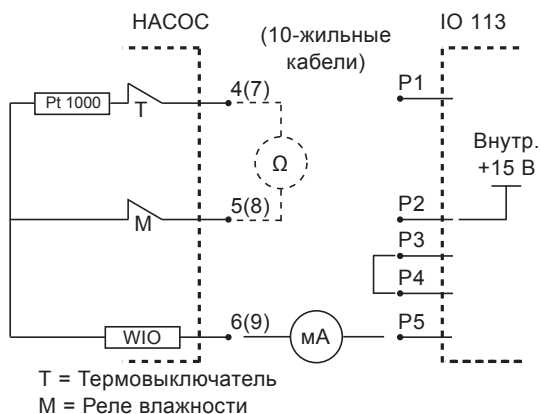 НАСОС
(10-жильные
кабели)
IO 113
Pt 1000
T
4(7)
P1
Ω
Внутр.
+15 В
M
5(8)
P2
P3
P4
WIO
6(9)
мА
P5
T = Термовыключатель
M = Реле влажности